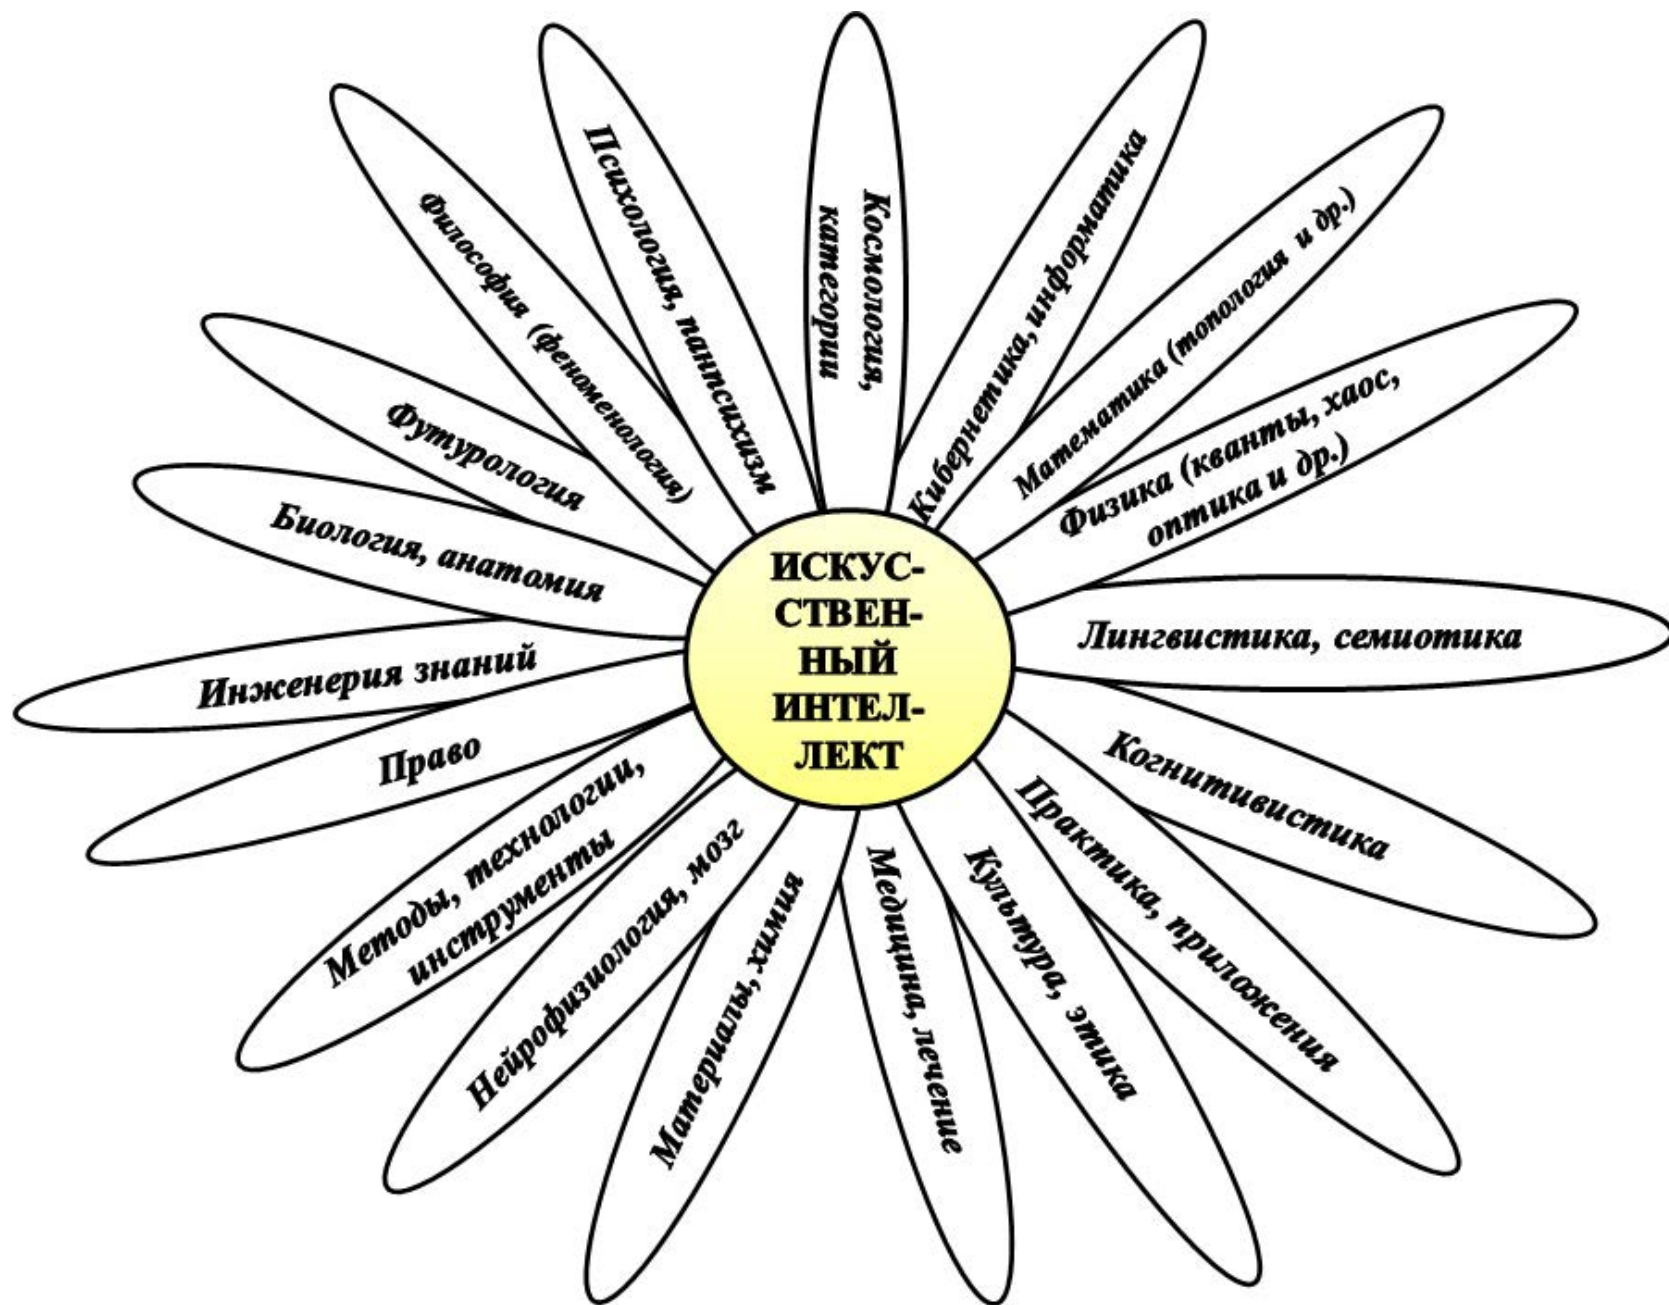 ИСКУС-
СТВЕН-
НЫЙ
ИНТЕЛ-
ЛЕКТ
Космология,
категории
Кибернетика, информатика
Математика (топология и др.)
Физика (кванты, хаос,
оптика и др.)
Лингвистика, семиотика
Когнитивистика
Практика, приложения
Культура, этика
Медицина, лечение
Материалы, химия
Нейрофизиология, мозг
Методы, технологии,
инструменты
Право
Инженерия знаний
Биология, анатомия
Футурология
Философия (феноменология)
Психология, панпсихизм